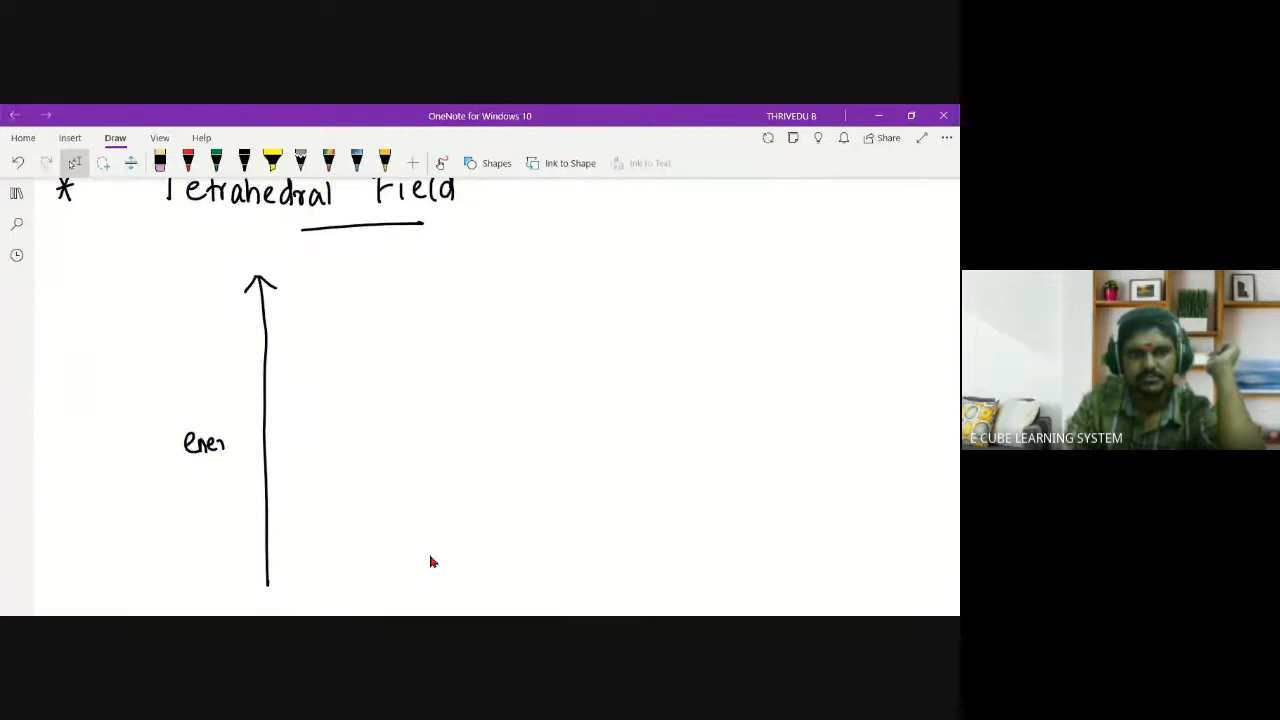 OneNote for Windows 10
THRIVEDU B
Home Insert Draw View Help
Share
Shapes Ink to Shape Ink to Text
* Tetrahedral Field
ener
E CUBE LEARNING SYSTEM